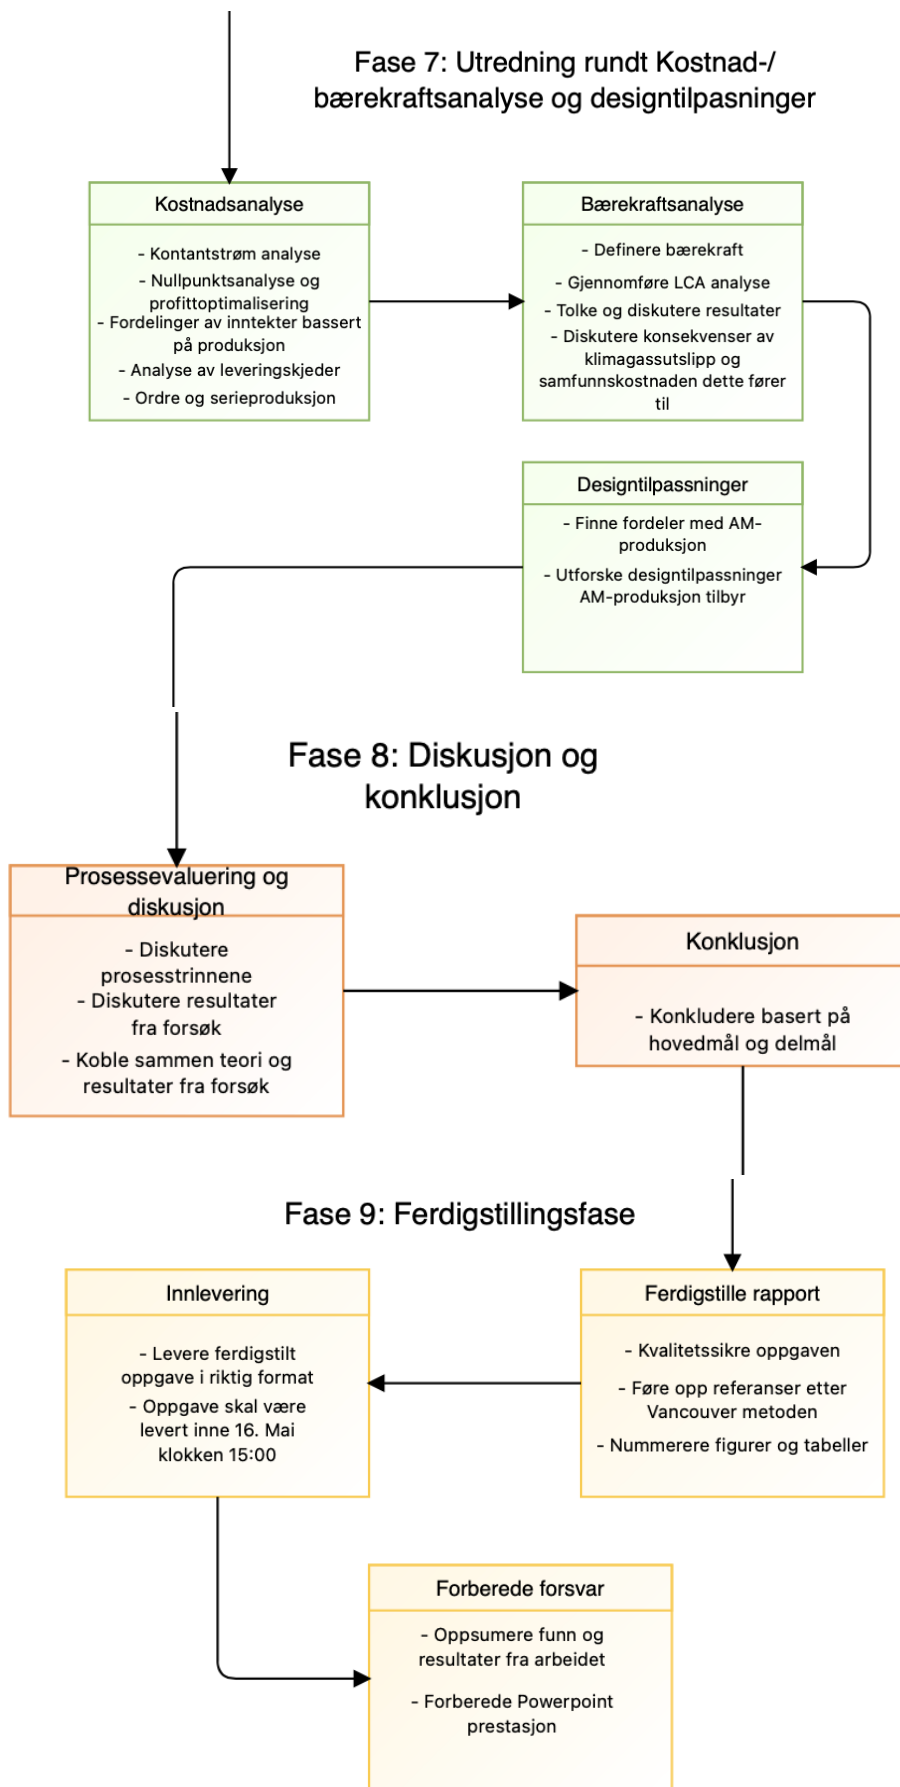 Fase 7: Utredning rundt Kostnad-/
bærekraftsanalyse og designtilpasninger
Kostnadsanalyse
- Kontantstrøm analyse
- Nullpunktsanalyse og
profittoptimalisering
- Fordelinger av inntekter bassert
på produksjon
- Analyse av leveringskjeder
- Ordre og serieproduksjon
Bærekraftsanalyse
- Definere bærekraft
- Gjennomføre LCA analyse
- Tolke og diskutere resultater
- Diskutere konsekvenser av
klimagassutslipp og
samfunnskostnaden dette fører
til
Designtilpassninger
- Finne fordeler med AM-
produksjon
- Utforske designtilpassninger
AM-produksjon tilbyr
Fase 8: Diskusjon og
konklusjon
Prosessevaluering og
diskusjon
- Diskutere
prosesstrinnene
- Diskutere resultater
fra forsøk
- Koble sammen teori og
resultater fra forsøk
Konklusjon
- Konkludere basert på
hovedmål og delmål
Fase 9: Ferdigstillingsfase
Ferdigstille rapport
- Kvalitetssikre oppgaven
- Føre opp referanser etter
Vancouver metoden
- Nummerere figurer og tabeller
Innlevering
- Levere ferdigstilt
oppgave i riktig format
- Oppgave skal være
levert inne 16. Mai
klokken 15:00
Forberede forsvar
- Oppsumere funn og
resultater fra arbeidet
- Forberede Powerpoint
prestasjon